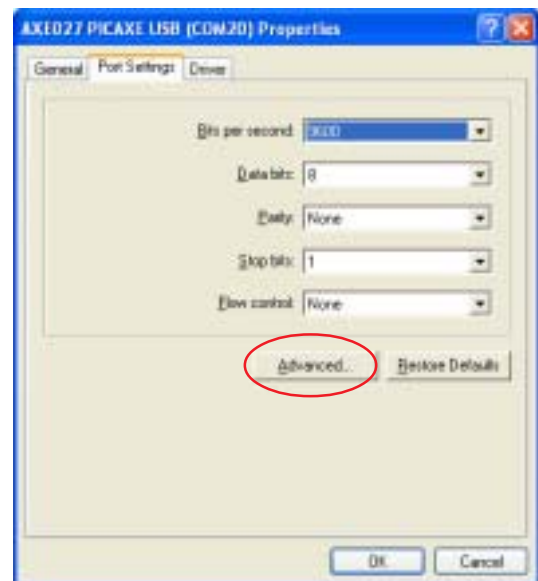 AXE027 PICAXE USB (COM20) Properties
General Port Settings Driver
Bits per second: 9600
Data bits: 8
Parity: None
Stop bits: 1
Flow control: None
Advanced... Restore Defaults
OK Cancel